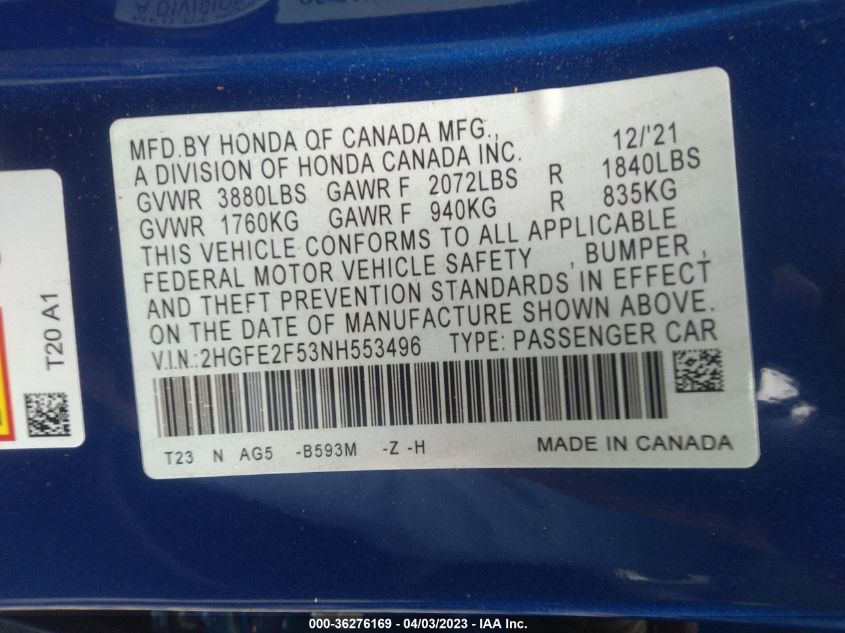 MFD.BY HONDA OF CANADA MFG., 12/'21
A DIVISION OF HONDA CANADA INC.
GVWR 3880LBS GAWR F 2072LBS R 1840LBS
GVWR 1760KG GAWR F 940KG R 835KG
THIS VEHICLE CONFORMS TO ALL APPLICABLE
FEDERAL MOTOR VEHICLE SAFETY , BUMPER ,
AND THEFT PREVENTION STANDARDS IN EFFECT
ON THE DATE OF MANUFACTURE SHOWN ABOVE.
V.I.N.:2HGFE2F53NH553496 TYPE: PASSENGER CAR
T23 N AG5 -B593M -Z -H MADE IN CANADA
T20 A1
000-36276169 - 04/03/2023 - IAA Inc.